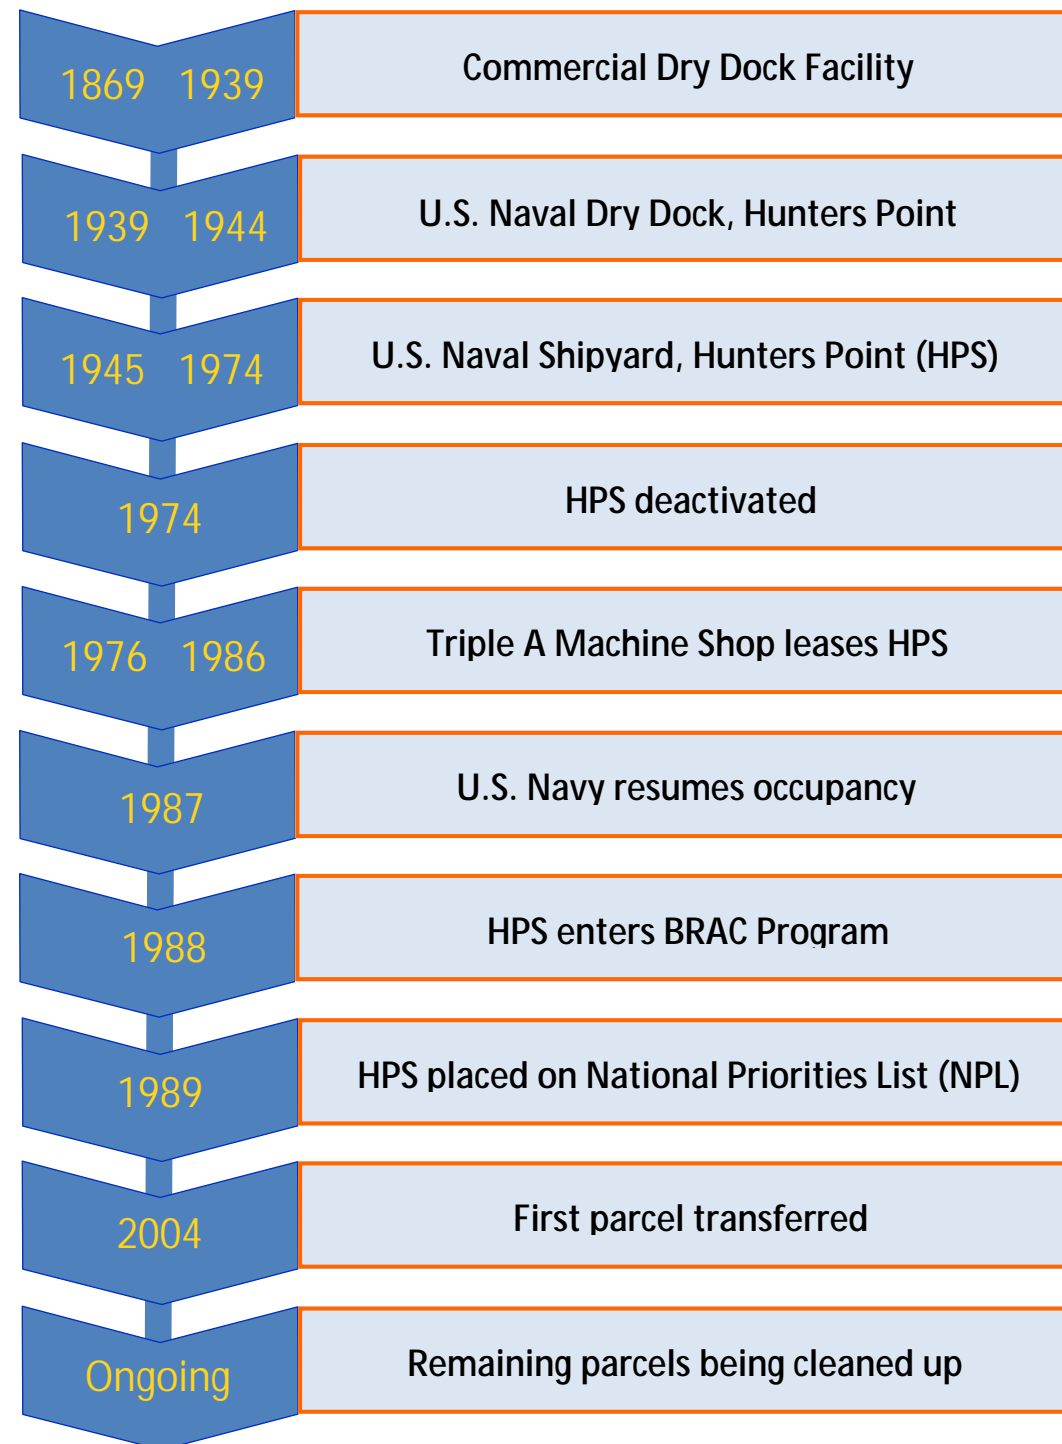 1869 1939
Commercial Dry Dock Facility
1939 1944
U.S. Naval Dry Dock, Hunters Point
1945 1974
U.S. Naval Shipyard, Hunters Point (HPS)
1974
HPS deactivated
1976 1986
Triple A Machine Shop leases HPS
1987
U.S. Navy resumes occupancy
1988
HPS enters BRAC Program
1989
HPS placed on National Priorities List (NPL)
2004
First parcel transferred
Ongoing
Remaining parcels being cleaned up